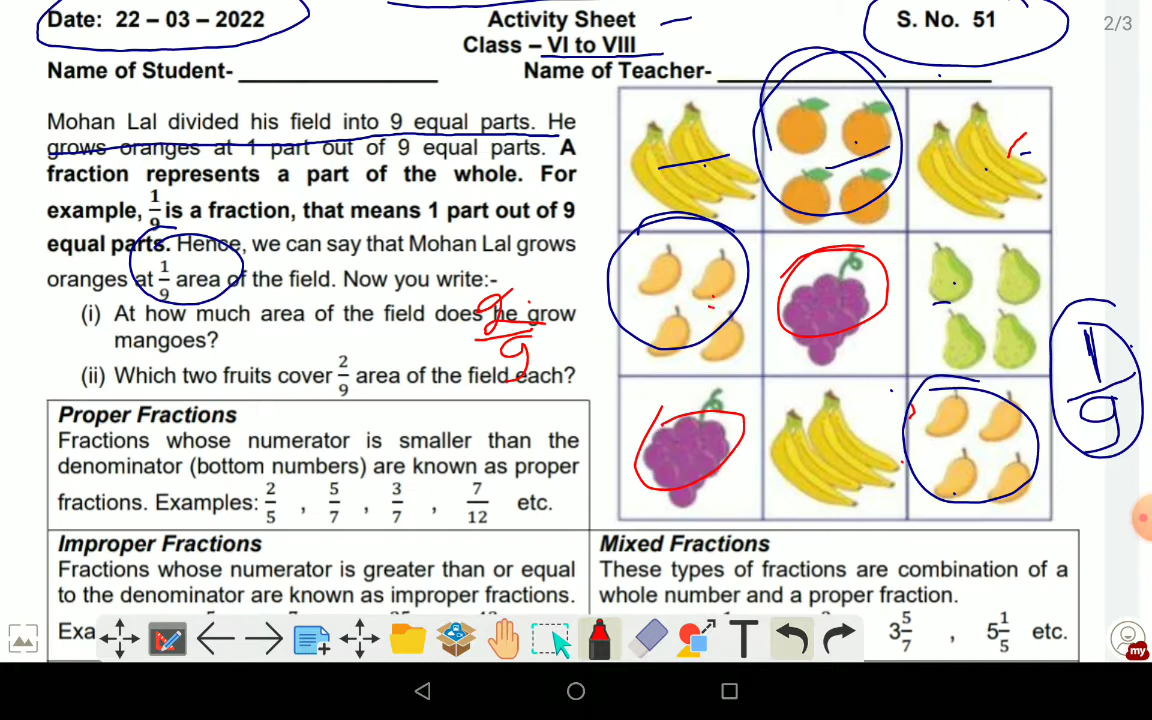 Date: 22 – 03 – 2022
Activity Sheet
S. No. 51
2/3
Class – VI to VIII
Name of Student- _______________
Name of Teacher- _______________
Mohan Lal divided his field into 9 equal parts. He
grows oranges at 1 part out of 9 equal parts. A
fraction represents a part of the whole. For
example, 1/9 is a fraction, that means 1 part out of 9
equal parts. Hence, we can say that Mohan Lal grows
oranges at 1/9 area of the field. Now you write:-
(i) At how much area of the field does he grow
mangoes?
(ii) Which two fruits cover 2/9 area of the field each?
2/9
1/9
Proper Fractions
Fractions whose numerator is smaller than the
denominator (bottom numbers) are known as proper
fractions. Examples: 2/5 , 5/7 , 3/7 , 7/12 etc.
Improper Fractions
Fractions whose numerator is greater than or equal
to the denominator are known as improper fractions.
Exa
Mixed Fractions
These types of fractions are combination of a
whole number and a proper fraction.
3 5/7 , 5 1/5 etc.
T
my